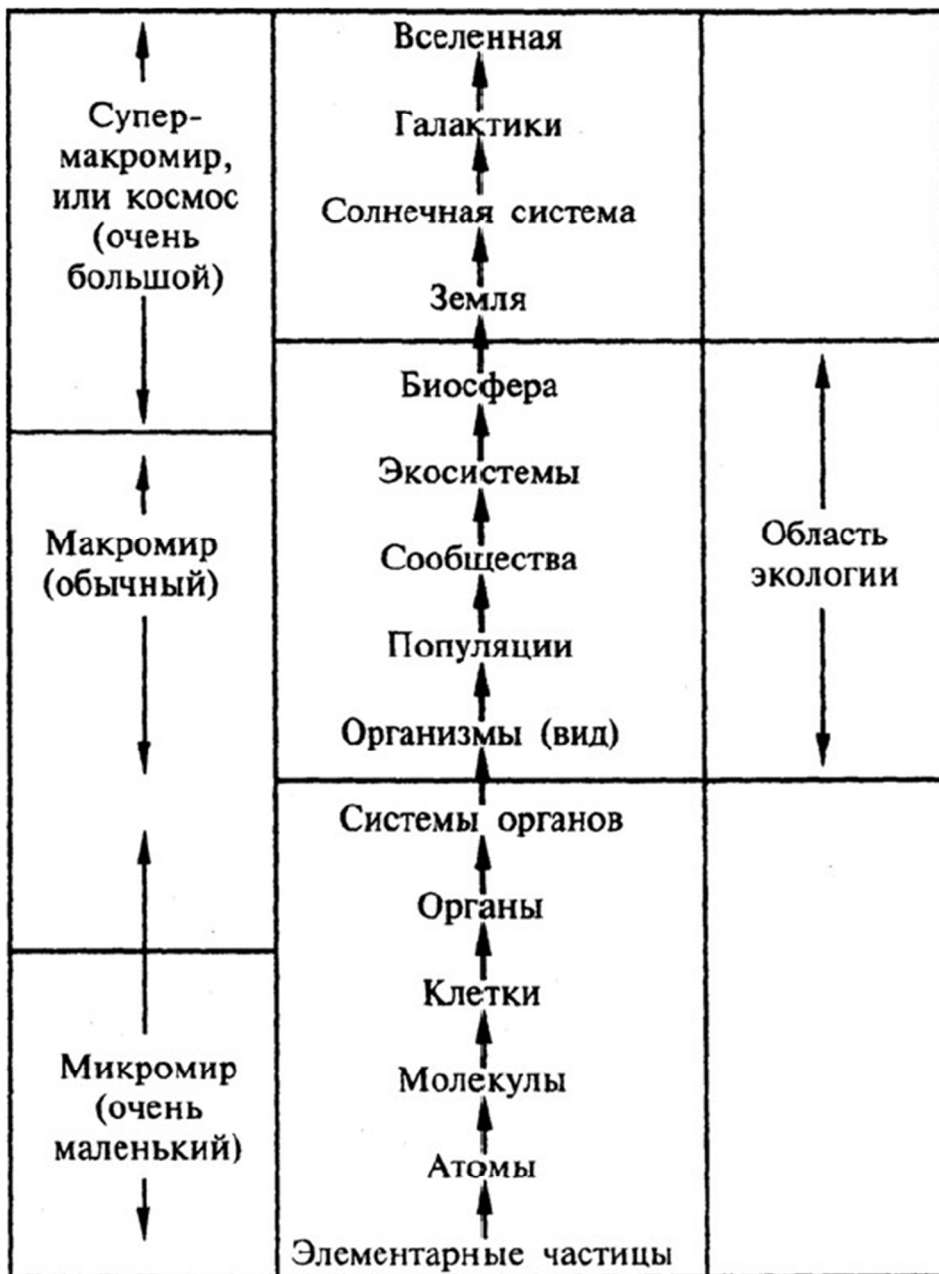 Супер-
макромир,
или космос
(очень
большой)
Макромир
(обычный)
Микромир
(очень
маленький)
Вселенная
Галактики
Солнечная система
Земля
Биосфера
Экосистемы
Сообщества
Популяции
Организмы (вид)
Системы органов
Органы
Клетки
Молекулы
Атомы
Элементарные частицы
Область
экологии